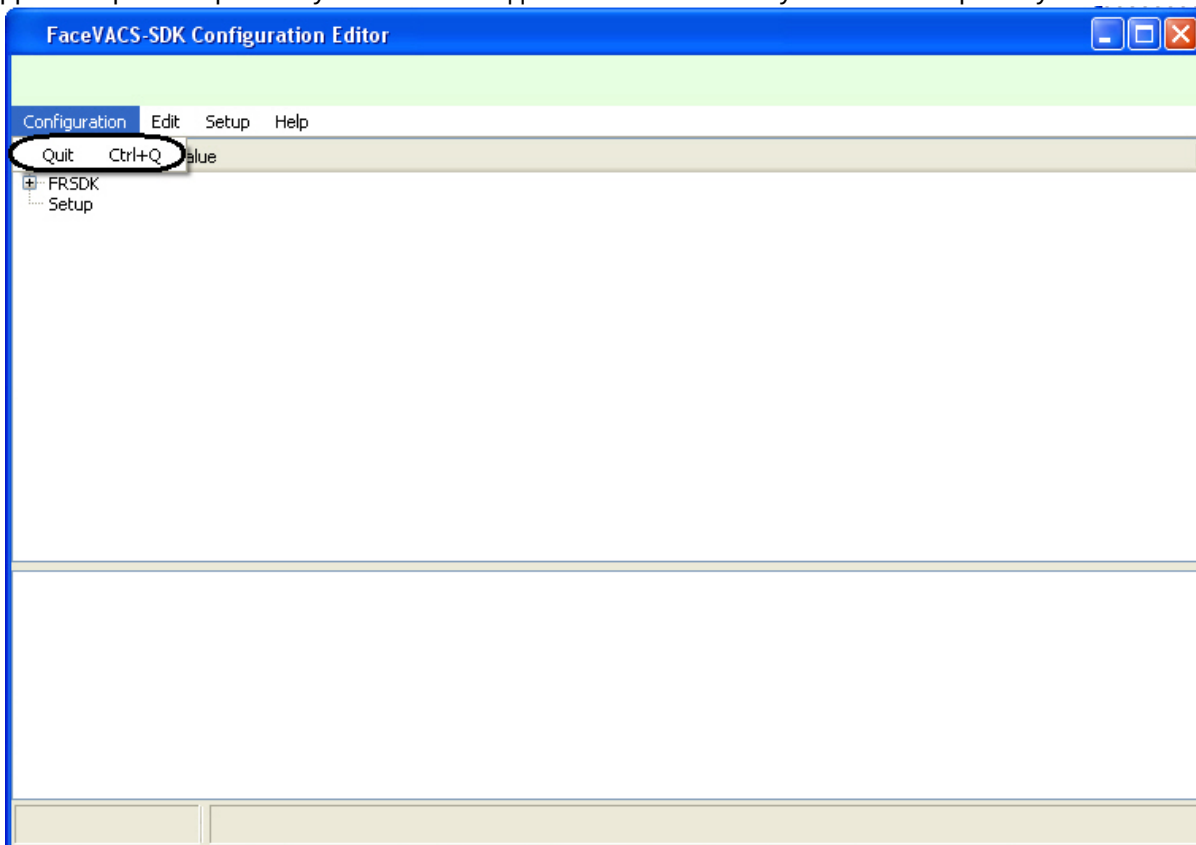 FaceVACS-SDK Configuration Editor
Configuration Edit Setup Help
Quit Ctrl+Q alue
FRSDK
Setup